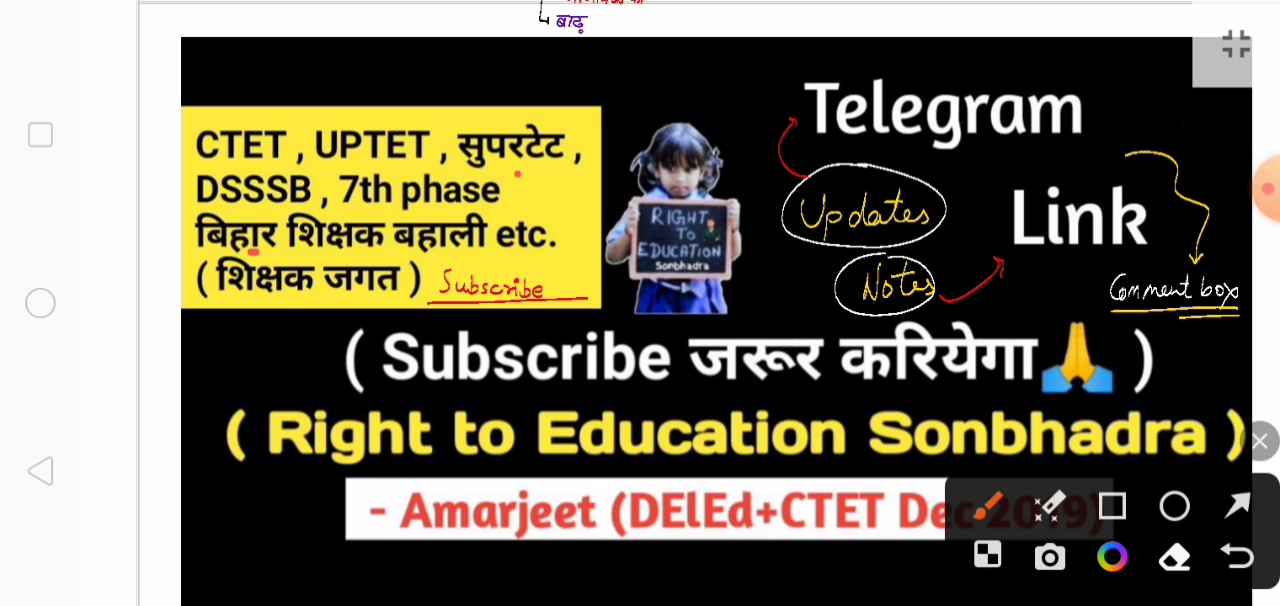 बाढ़
CTET , UPTET , सुपरटेट ,
DSSSB , 7th phase
बिहार शिक्षक बहाली etc.
( शिक्षक जगत ) Subscribe
RIGHT
TO
EDUCATION
Sonbhadra
Telegram
Updates
Link
Notes
Comment box
( Subscribe जरूर करियेगा🙏 )
( Right to Education Sonbhadra )
- Amarjeet (DElEd+CTET Dec 2019)